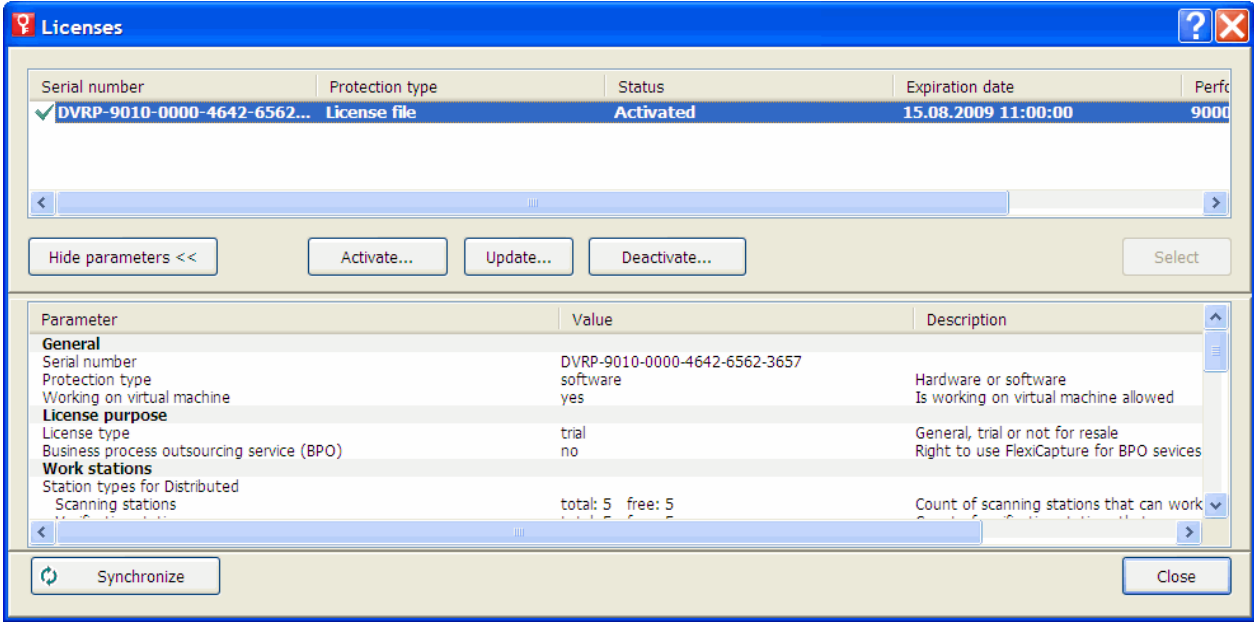 Licenses
Serial number Protection type Status Expiration date Perfc
DVRP-9010-0000-4642-6562... License file Activated 15.08.2009 11:00:00 9000
Hide parameters << Activate... Update... Deactivate... Select
Parameter Value Description
General
Serial number DVRP-9010-0000-4642-6562-3657
Protection type software Hardware or software
Working on virtual machine yes Is working on virtual machine allowed
License purpose
License type trial General, trial or not for resale
Business process outsourcing service (BPO) no Right to use FlexiCapture for BPO sevices
Work stations
Station types for Distributed
Scanning stations total: 5 free: 5 Count of scanning stations that can work
Synchronize Close